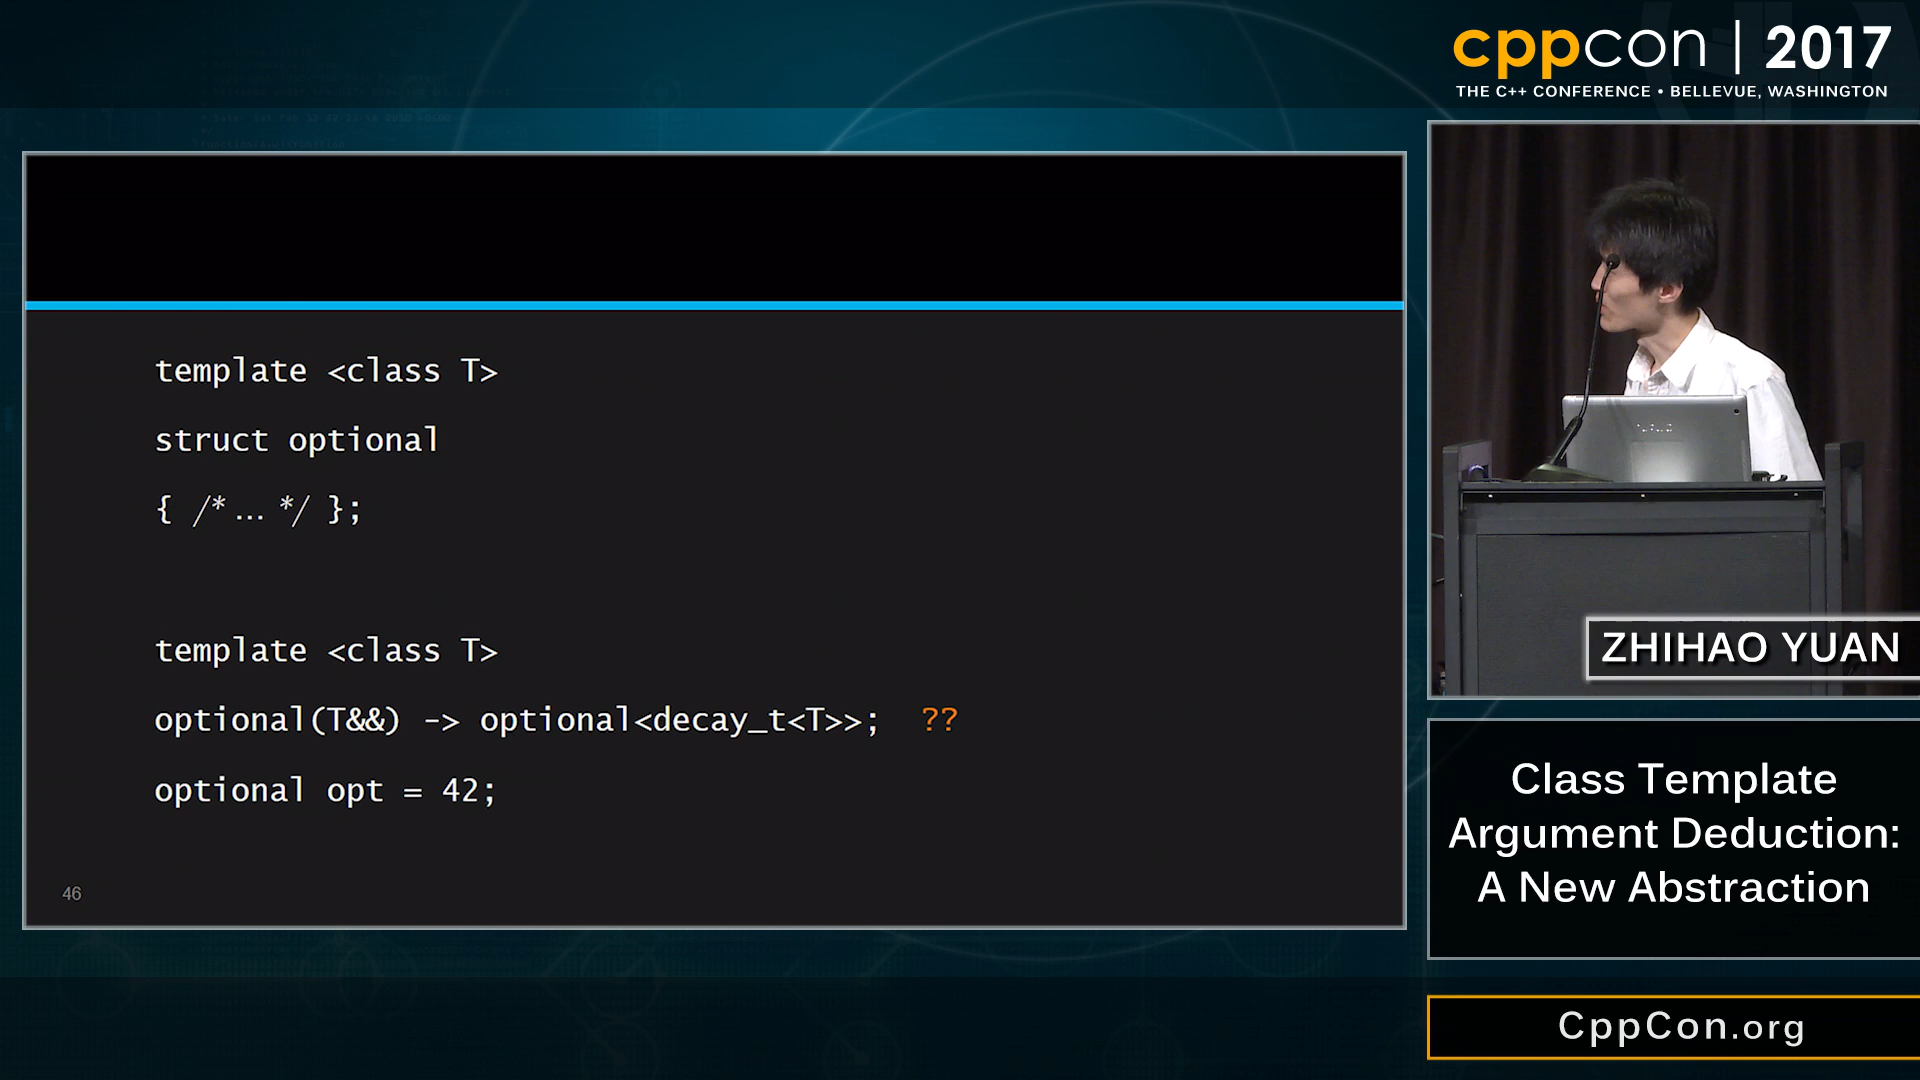 cppcon | 2017
THE C++ CONFERENCE • BELLEVUE, WASHINGTON
template <class T>
struct optional
{ /* … */ };
template <class T>
optional(T&&) -> optional<decay_t<T>>; ??
optional opt = 42;
46
ZHIHAO YUAN
Class Template
Argument Deduction:
A New Abstraction
CppCon.org